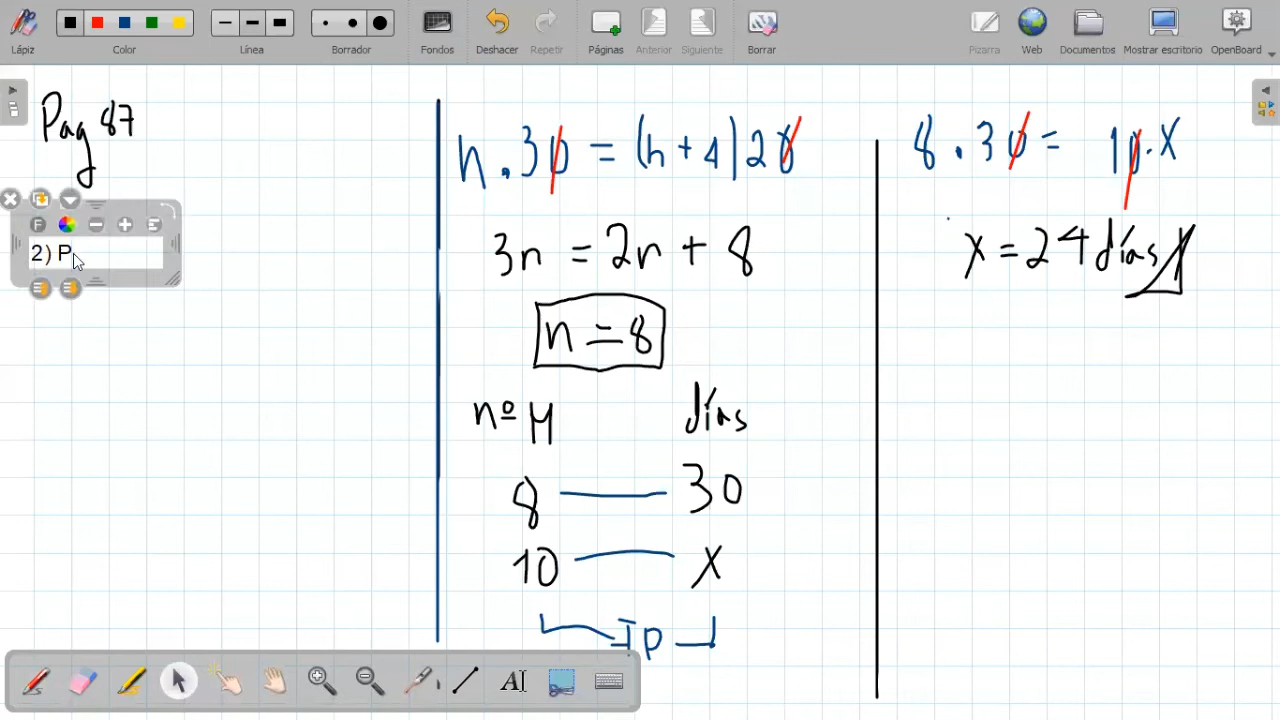 Lápiz Color Línea Borrador Fondos Deshacer Repetir Páginas Anterior Siguiente Borrar Pizarra Web Documentos Mostrar escritorio OpenBoard
Pag 87
2) P
n . 30 = (n + 4) 20
3n = 2n + 8
n = 8
nº H días
8 — 30
10 — x
IP
8 . 30 = 10 . x
x = 24 días